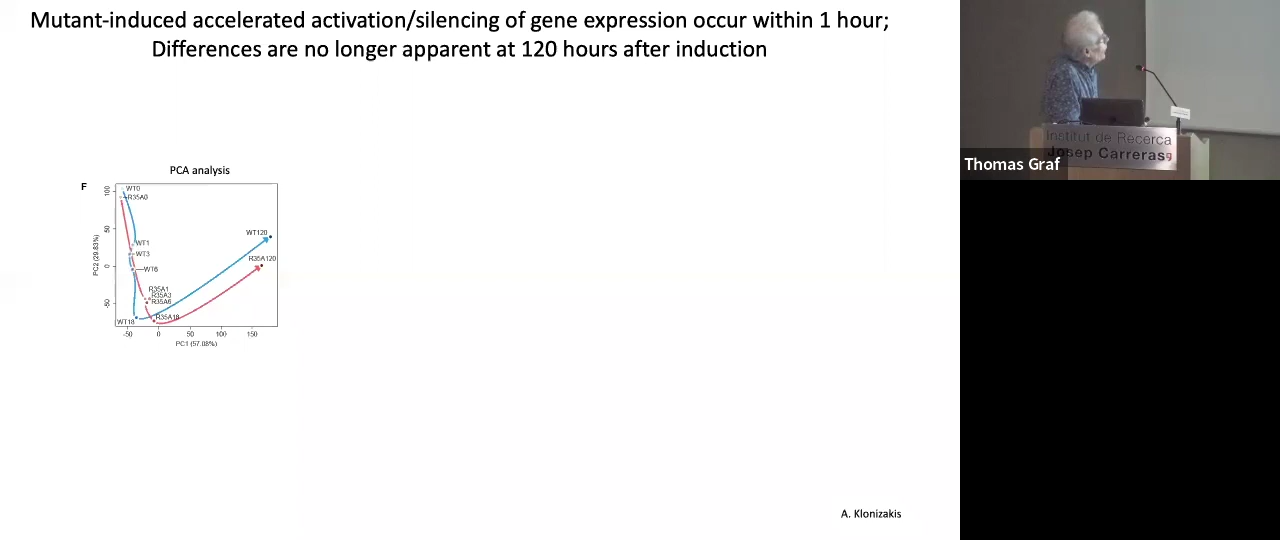 Mutant-induced accelerated activation/silencing of gene expression occur within 1 hour;
Differences are no longer apparent at 120 hours after induction
PCA analysis
F
100
50
0
-50
PC2 (29.83%)
WT0
R35A0
WT1
WT3
WT6
R35A1
R35A3
R35A6
WT18
R35A18
WT120
R35A120
-50 0 50 100 150
PC1 (57.08%)
A. Klonizakis
Institut de Recerca
Josep Carreras
Thomas Graf